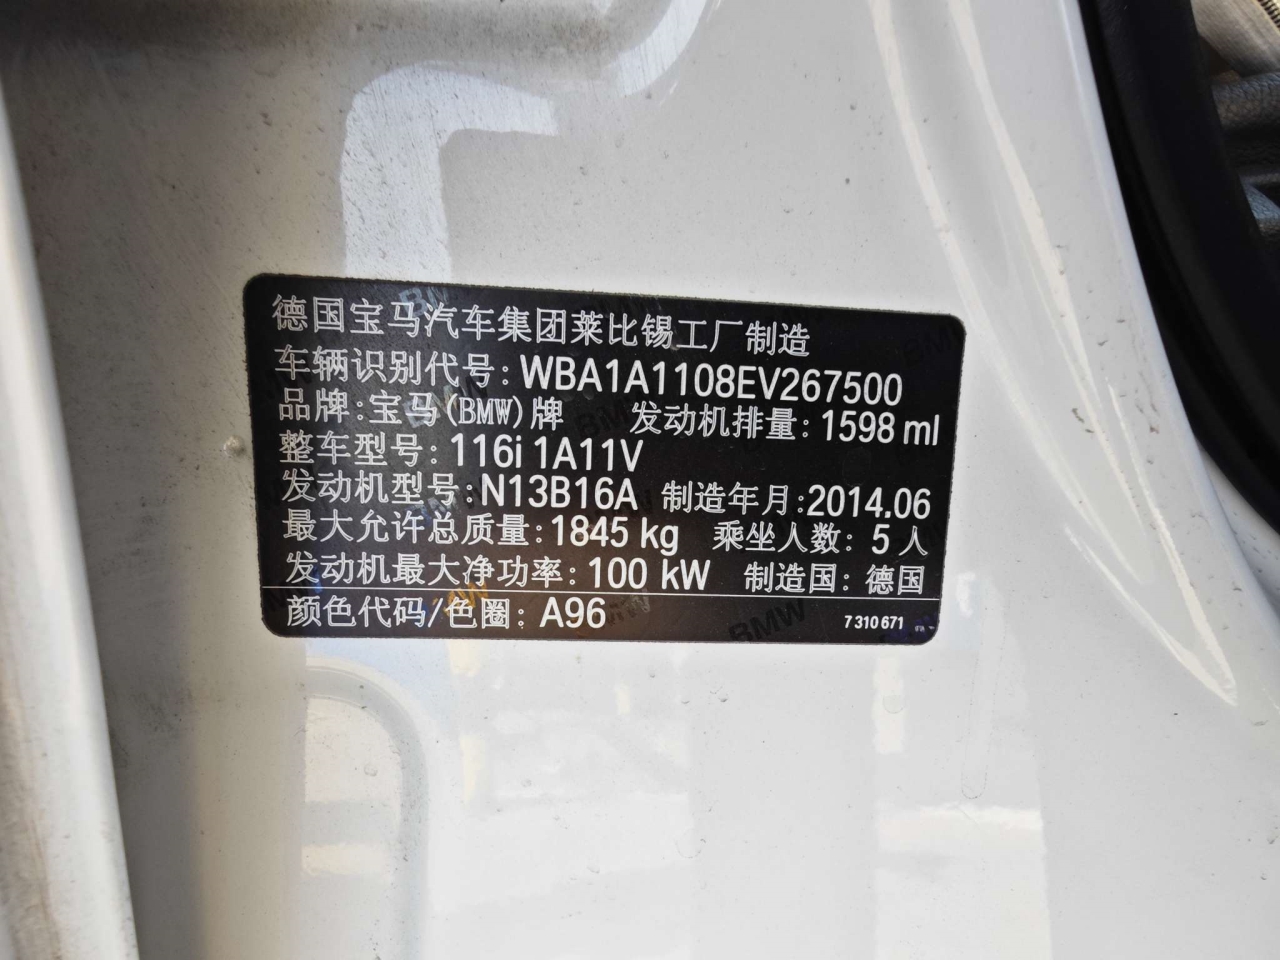 德国宝马汽车集团莱比锡工厂制造
车辆识别代号: WBA1A1108EV267500
品牌:宝马(BMW)牌 发动机排量: 1598 ml
整车型号: 116i 1A11V
发动机型号: N13B16A 制造年月:2014.06
最大允许总质量: 1845 kg 乘坐人数: 5 人
发动机最大净功率: 100 kW 制造国: 德国
颜色代码/色圈: A96 7 310 671
BMW